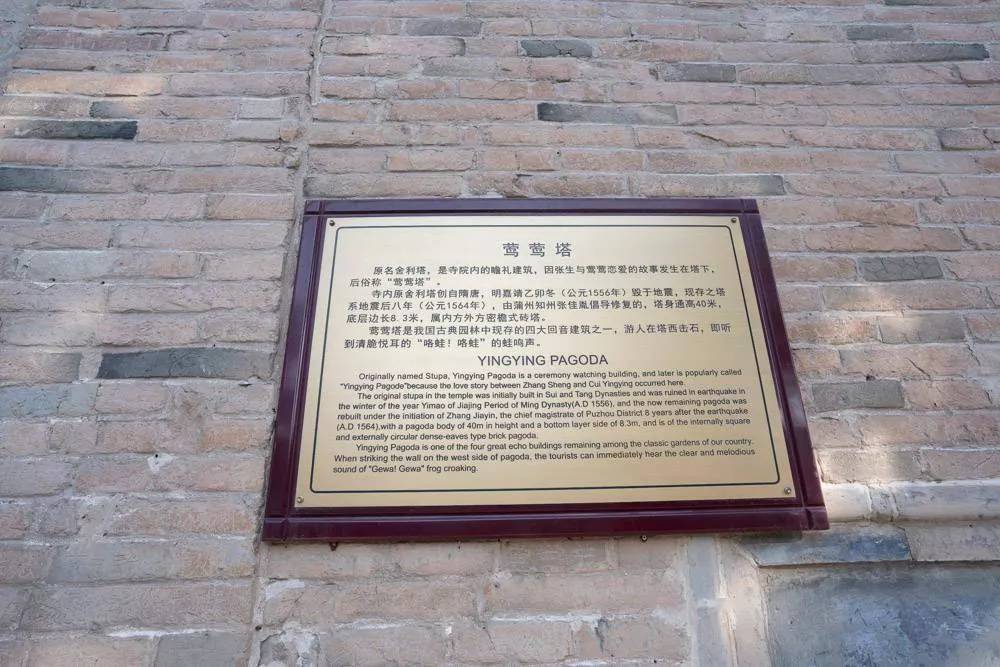 莺莺塔
原名舍利塔，是寺院内的瞻礼建筑，因张生与莺莺恋爱的故事发生在塔下，
后俗称“莺莺塔”。
寺内原舍利塔创自隋唐，明嘉靖乙卯冬（公元1556年）毁于地震，现存之塔
系地震后八年（公元1564年），由蒲州知州张佳胤倡导修复的，塔身通高40米，
底层边长8.3米，属内方外方密檐式砖塔。
莺莺塔是我国古典园林中现存的四大回音建筑之一，游人在塔西击石，即听
到清脆悦耳的“咯蛙！咯蛙”的蛙鸣声。
YINGYING PAGODA
Originally named Stupa, Yingying Pagoda is a ceremony watching building, and later is popularly called
"Yingying Pagode"because the love story between Zhang Sheng and Cui Yingying occurred here.
The original stupa in the temple was initially built in Sui and Tang Dynasties and was ruined in earthquake in
the winter of the year Yimao of Jiajing Period of Ming Dynasty(A.D 1556), and the now remaining pagoda was
rebuilt under the initiation of Zhang Jiayin, the chief magistrate of Puzhou District 8 years after the earthquake
(A.D 1564),with a pagoda body of 40m in height and a bottom layer side of 8.3m, and is of the internally square
and externally circular dense-eaves type brick pagoda.
Yingying Pagoda is one of the four great echo buildings remaining among the classic gardens of our country.
When striking the wall on the west side of pagoda, the tourists can immediately hear the clear and melodious
sound of "Gewa! Gewa" frog croaking.